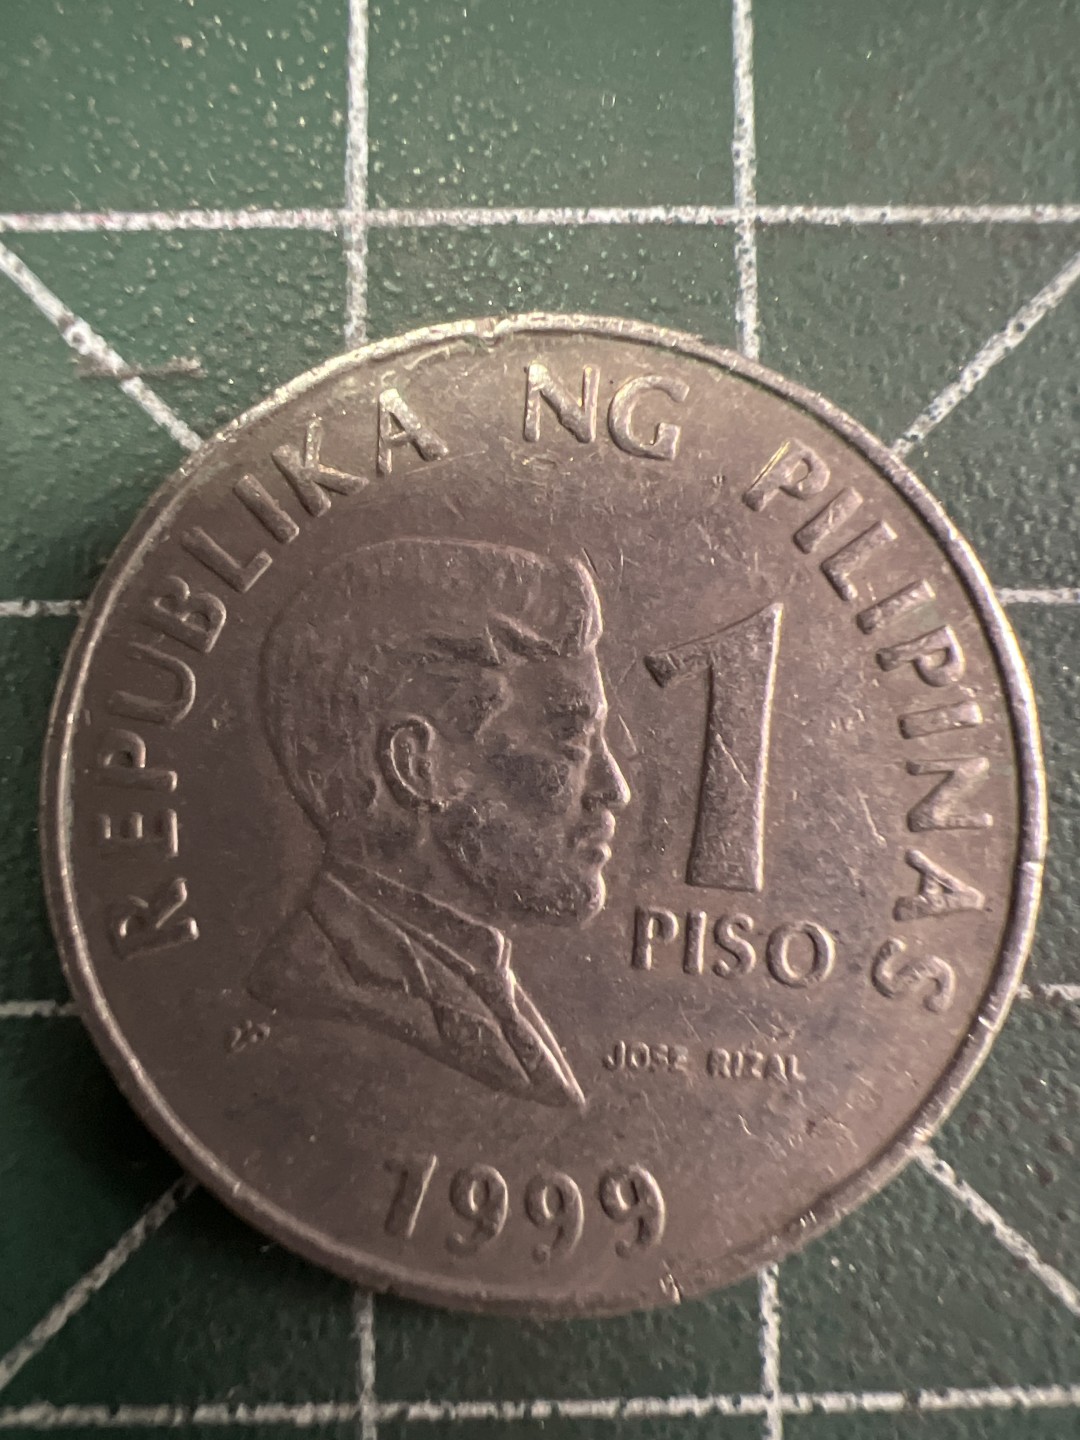 REPUBLIKA NG PILIPINAS
1
PISO
JOSE RIZAL
1999